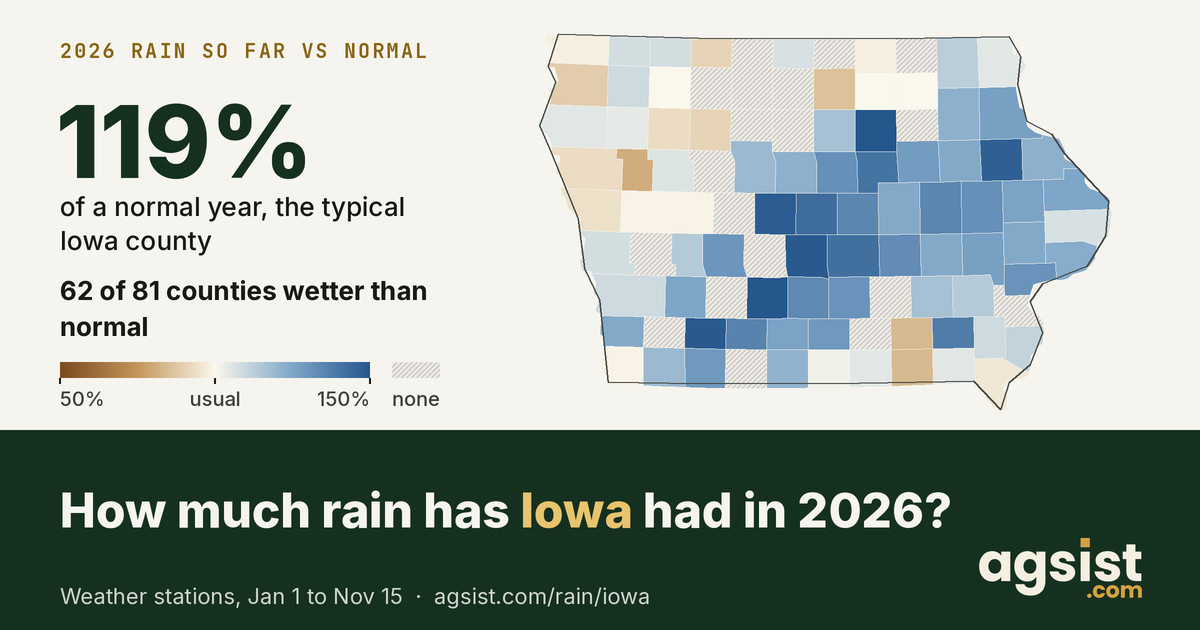 2026 RAIN SO FAR VS NORMAL
119%
of a normal year, the typical
Iowa county
62 of 81 counties wetter than
normal
50% usual 150% none
How much rain has Iowa had in 2026?
agsist
.com
Weather stations, Jan 1 to Nov 15 · agsist.com/rain/iowa